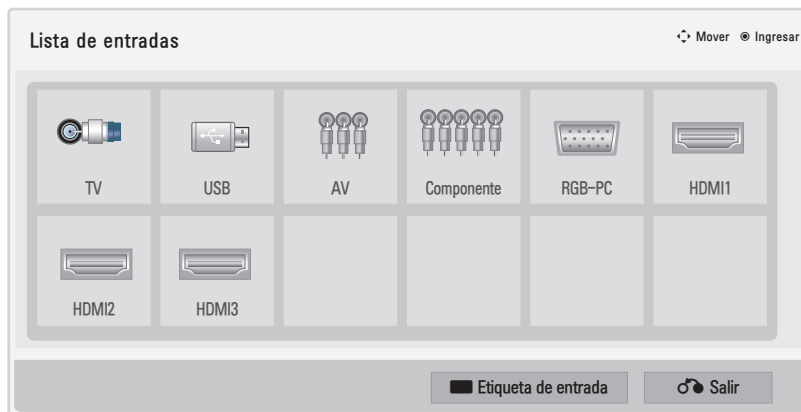 Lista de entradas
Mover Ingresar
TV USB AV Componente RGB-PC HDMI1
HDMI2 HDMI3
Etiqueta de entrada Salir